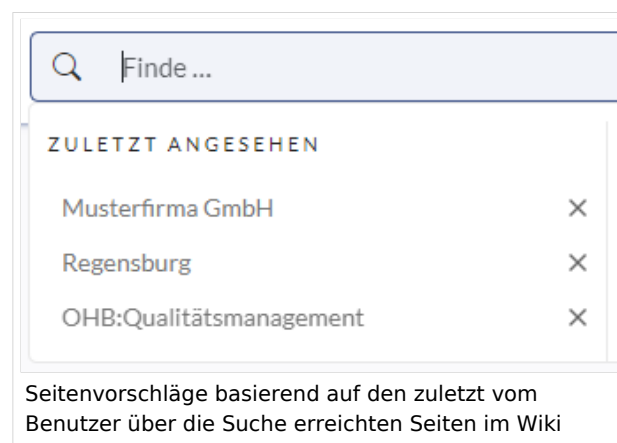 Finde ...
ZULETZT ANGESEHEN
Musterfirma GmbH
Regensburg
OHB:Qualitätsmanagement
Seitenvorschläge basierend auf den zuletzt vom
Benutzer über die Suche erreichten Seiten im Wiki